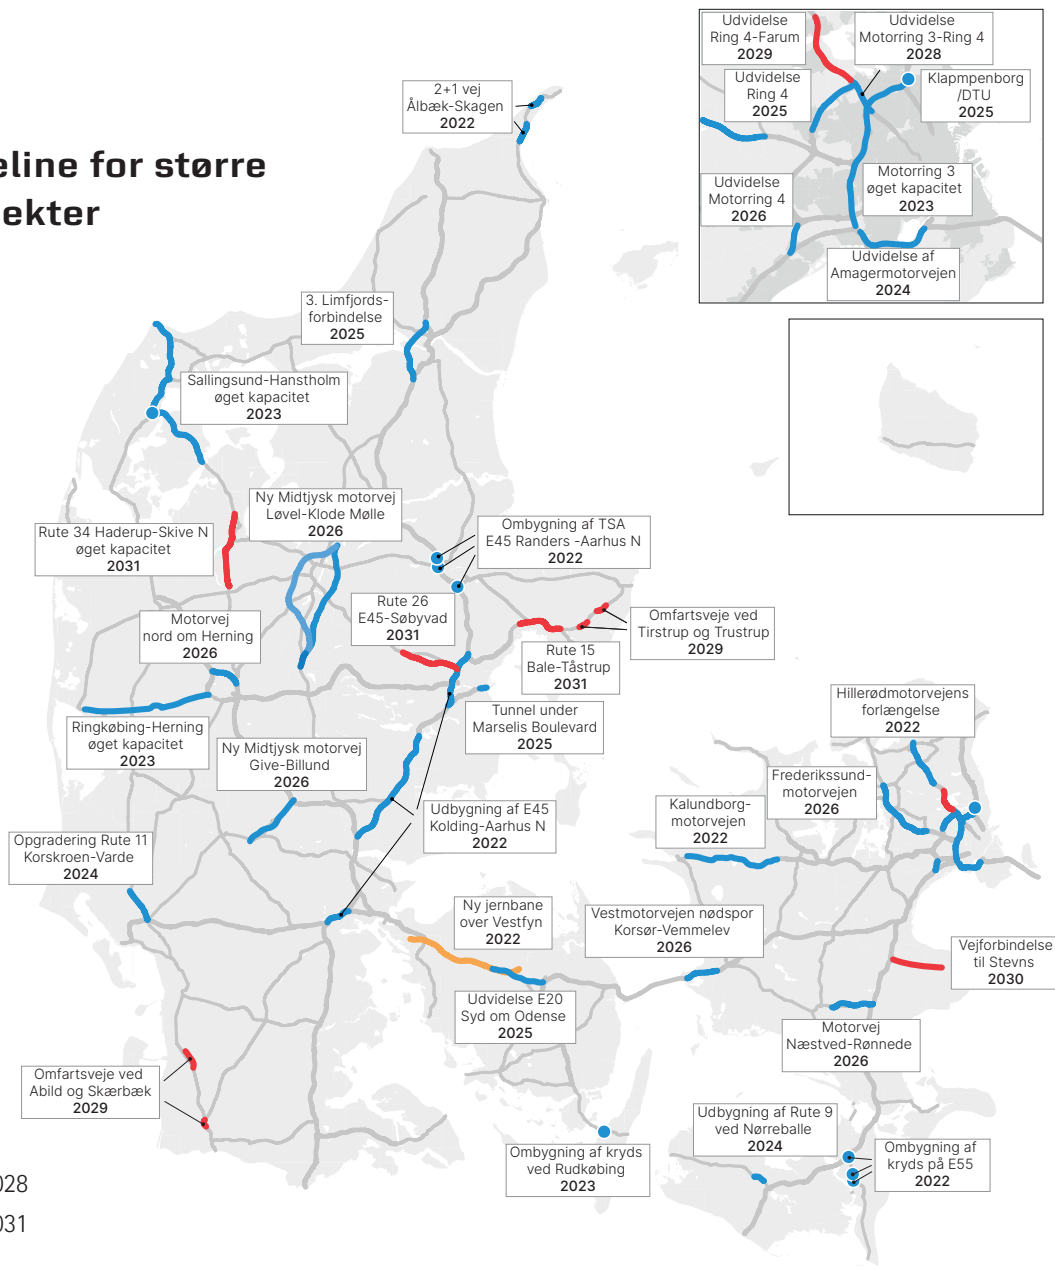 eline for større
ekter
Udvidelse
Ring 4-Farum
2029
Udvidelse
Motorring 3-Ring 4
2028
Udvidelse
Ring 4
2025
Klapmpenborg
/DTU
2025
Motorring 3
øget kapacitet
2023
Udvidelse
Motorring 4
2026
Udvidelse af
Amagermotorvejen
2024
2+1 vej
Ålbæk-Skagen
2022
3. Limfjords-
forbindelse
2025
Sallingsund-Hanstholm
øget kapacitet
2023
Ny Midtjysk motorvej
Løvel-Klode Mølle
2026
Rute 34 Haderup-Skive N
øget kapacitet
2031
Ombygning af TSA
E45 Randers -Aarhus N
2022
Rute 26
E45-Søbyvad
2031
Motorvej
nord om Herning
2026
Omfartsveje ved
Tirstrup og Trustrup
2029
Rute 15
Bale-Tåstrup
2031
Tunnel under
Marselis Boulevard
2025
Ringkøbing-Herning
øget kapacitet
2023
Ny Midtjysk motorvej
Give-Billund
2026
Hillerødmotorvejens
forlængelse
2022
Frederikssund-
motorvejen
2026
Kalundborg-
motorvejen
2022
Udbygning af E45
Kolding-Aarhus N
2022
Opgradering Rute 11
Korskroen-Varde
2024
Ny jernbane
over Vestfyn
2022
Vestmotorvejen nødspor
Korsør-Vemmelev
2026
Vejforbindelse
til Stevns
2030
Udvidelse E20
Syd om Odense
2025
Motorvej
Næstved-Rønnede
2026
Omfartsveje ved
Abild og Skærbæk
2029
Udbygning af Rute 9
ved Nørreballe
2024
Ombygning af
kryds på E55
2022
Ombygning af kryds
ved Rudkøbing
2023
028
031